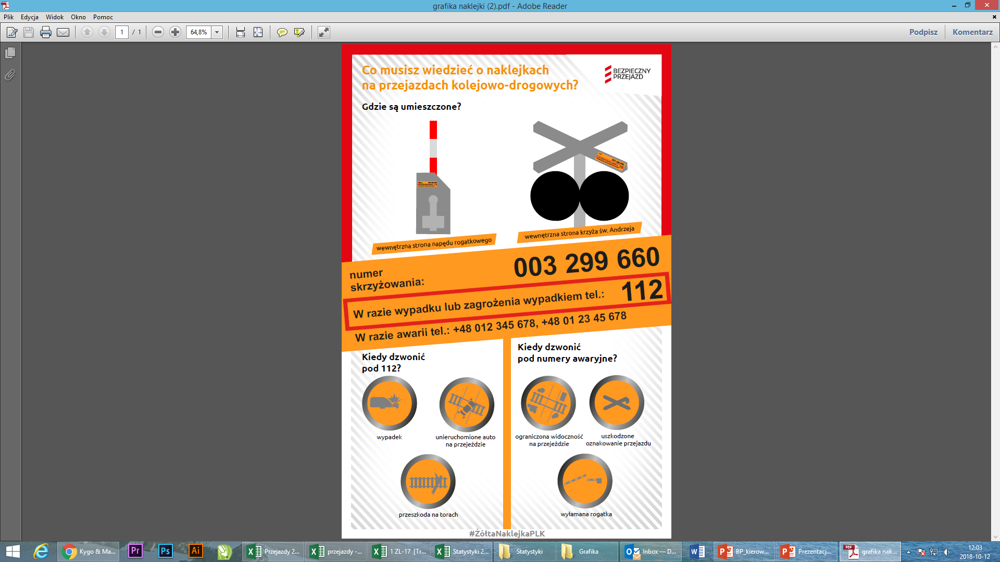 grafika naklejki (2).pdf - Adobe Reader
Plik Edycja Widok Okno Pomoc
1 / 1 64,8% Podpisz Komentarz
Co musisz wiedzieć o naklejkach
na przejazdach kolejowo-drogowych?
BEZPIECZNY
PRZEJAZD
Gdzie są umieszczone?
wewnętrzna strona napędu rogatkowego
wewnętrzna strona krzyża św. Andrzeja
numer
skrzyżowania:
003 299 660
W razie wypadku lub zagrożenia wypadkiem tel.: 112
W razie awarii tel.: +48 012 345 678, +48 01 23 45 678
Kiedy dzwonić
pod 112?
wypadek
unieruchomione auto
na przejeździe
przeszkoda na torach
Kiedy dzwonić
pod numery awaryjne?
ograniczona widoczność
na przejeździe
uszkodzone
oznakowanie przejazdu
wyłamana rogatka
#ŻółtaNaklejkaPLK
Kygo & Ma... Pr Ps Ai Przejazdy 2... przejazdy -... 1 ZL-17 [Tr... Statystyki 2... Statystyki Grafika Inbox — D... BP_kierow... Prezentacj... grafika nak...
12:03
2018-10-12